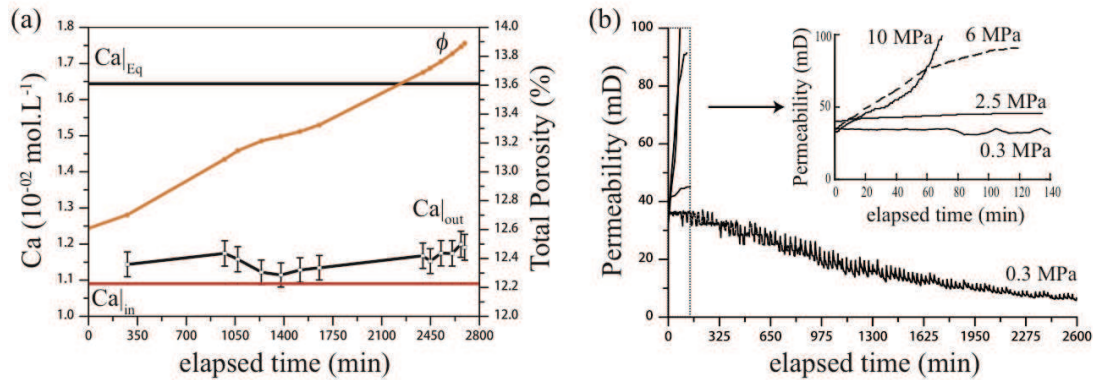 (a)
1.8
1.7
1.6
1.5
1.4
1.3
1.2
1.1
1.0
Ca (10⁻⁰² mol.L⁻¹)
Ca|Eq
ϕ
Ca|out
Ca|in
14.0
13.8
13.6
13.4
13.2
13.0
12.8
12.6
12.4
12.2
12.0
Total Porosity (%)
0 350 700 1050 1400 1750 2100 2450 2800
elapsed time (min)
(b)
100
80
60
40
20
0
Permeability (mD)
0.3 MPa
0 325 650 975 1300 1625 1950 2275 2600
elapsed time (min)
100
50
0
Permeability (mD)
10 MPa
6 MPa
2.5 MPa
0.3 MPa
0 20 40 60 80 100 120 140
elapsed time (min)